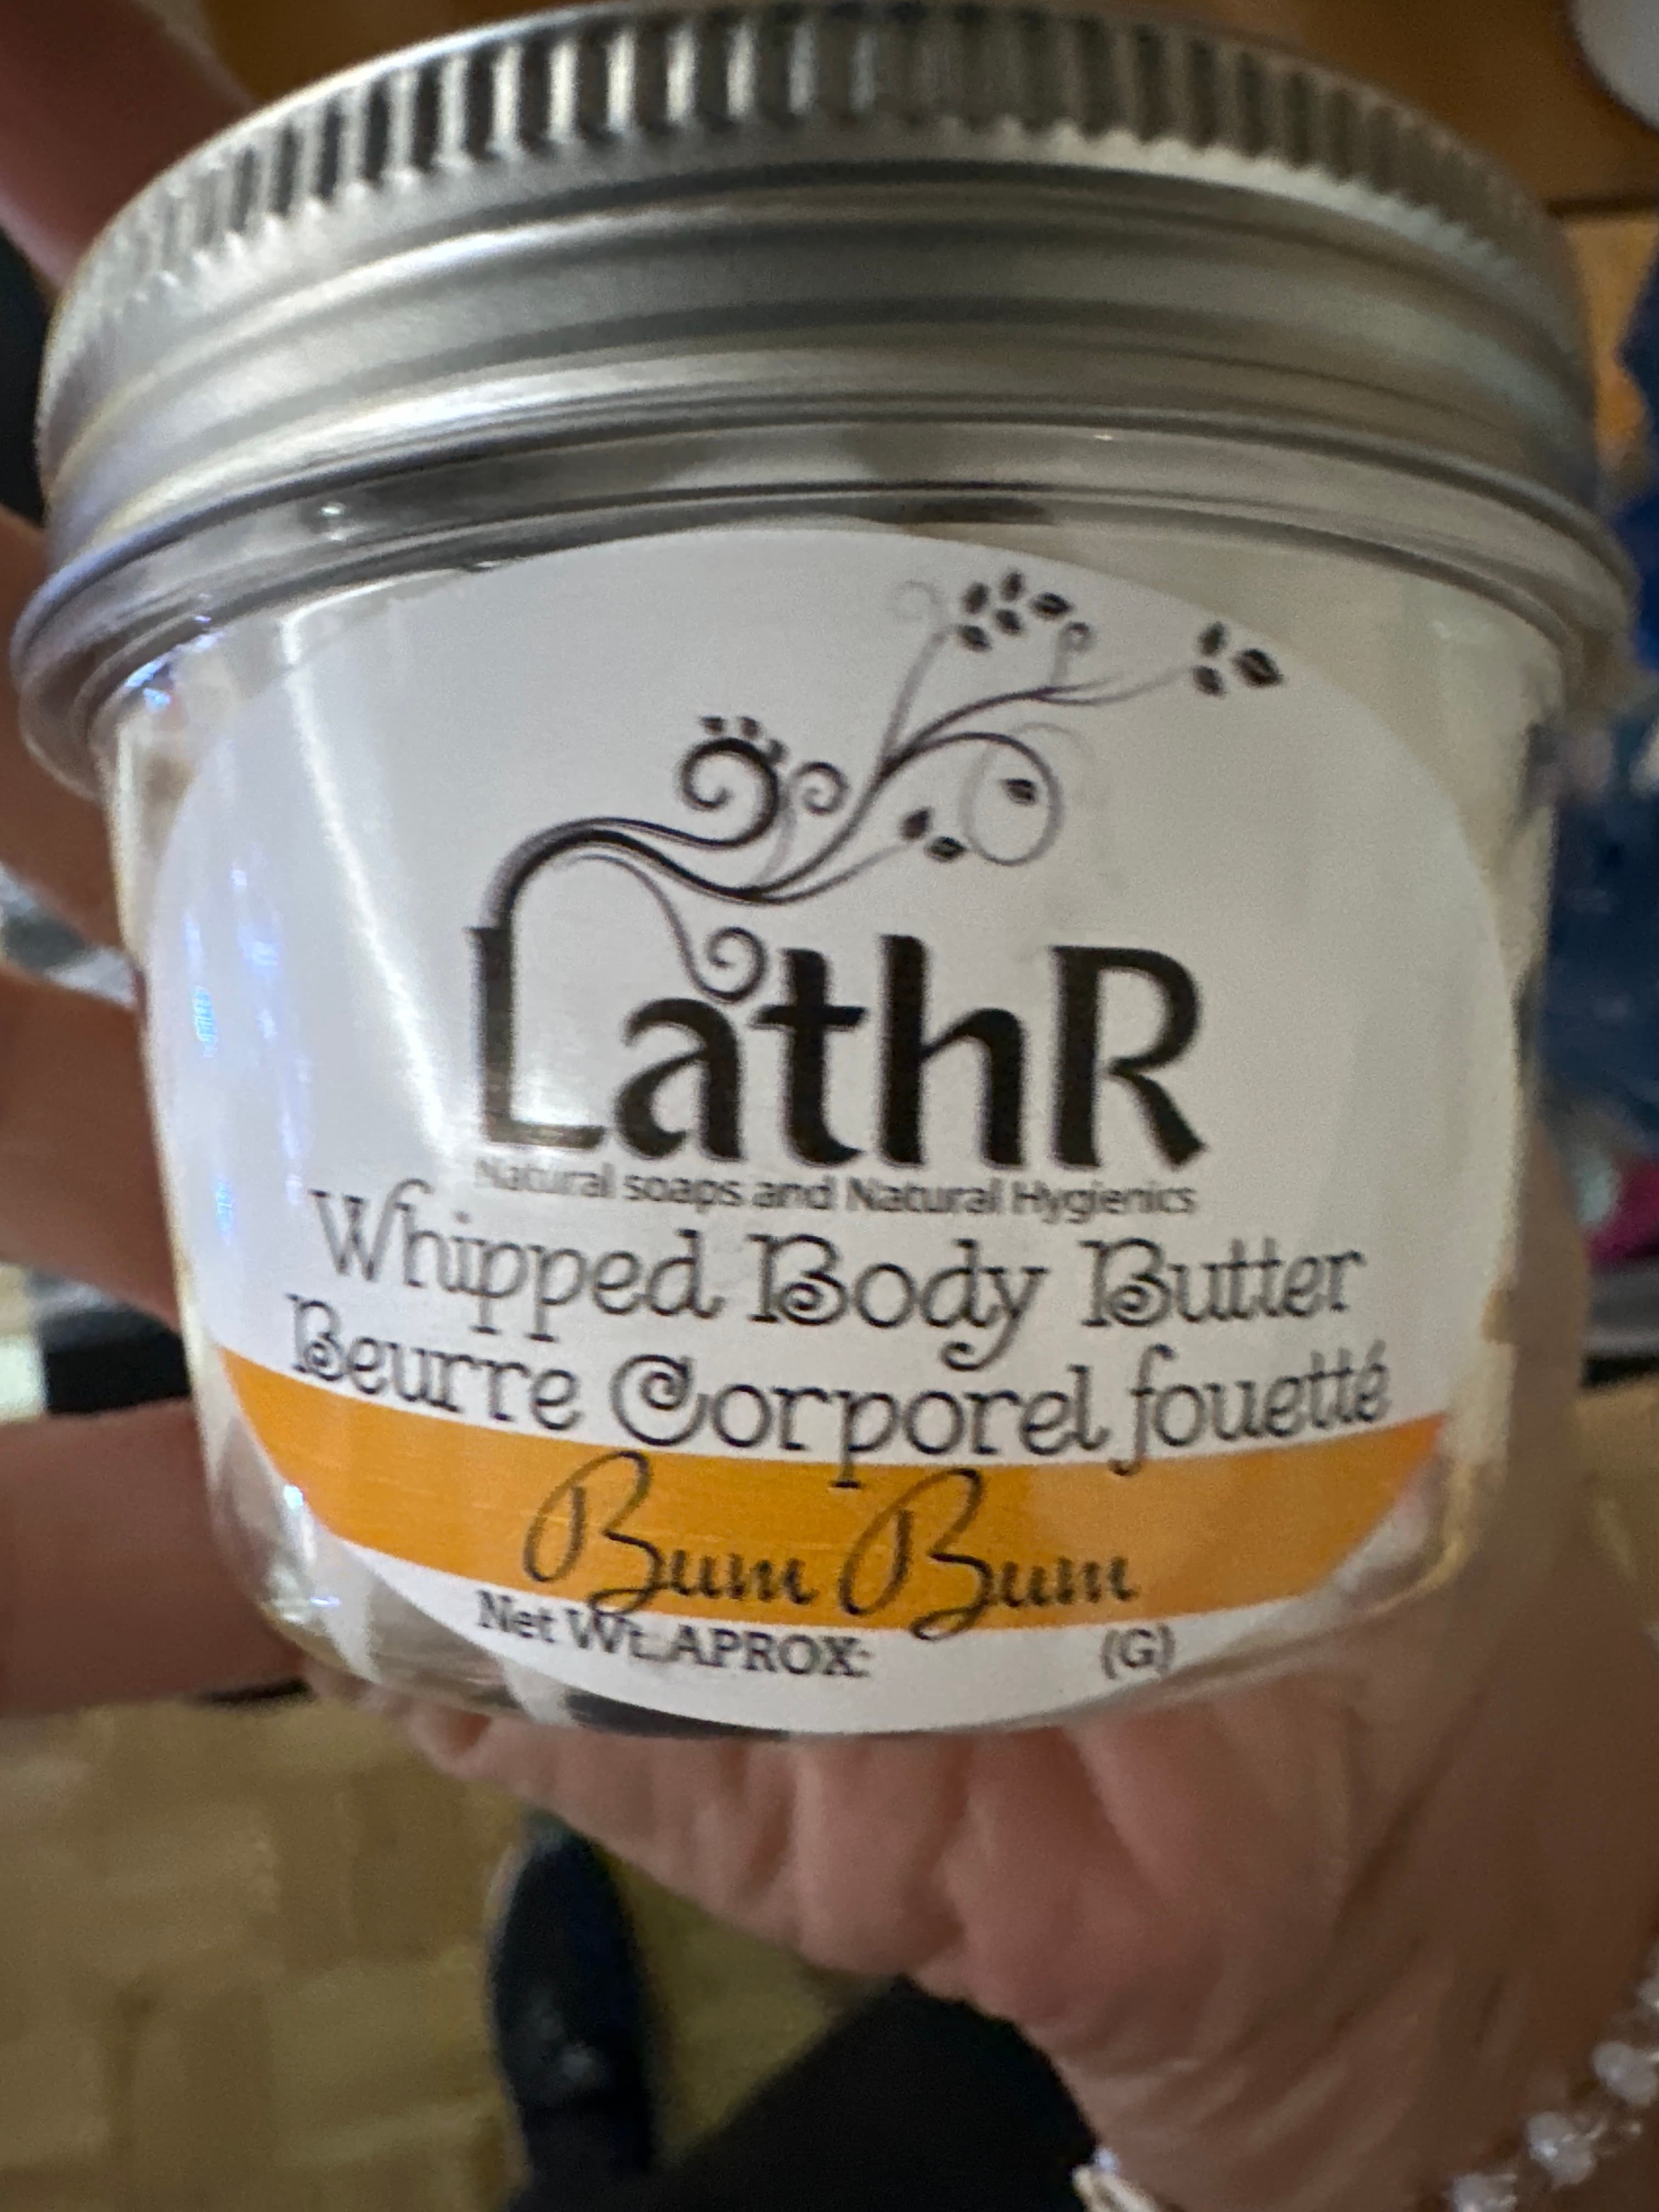 LathR
Natural soaps and Natural Hygienics
Whipped Body Butter
Beurre Corporel fouetté
Bum Bum
Net Wt. APROX: (G)